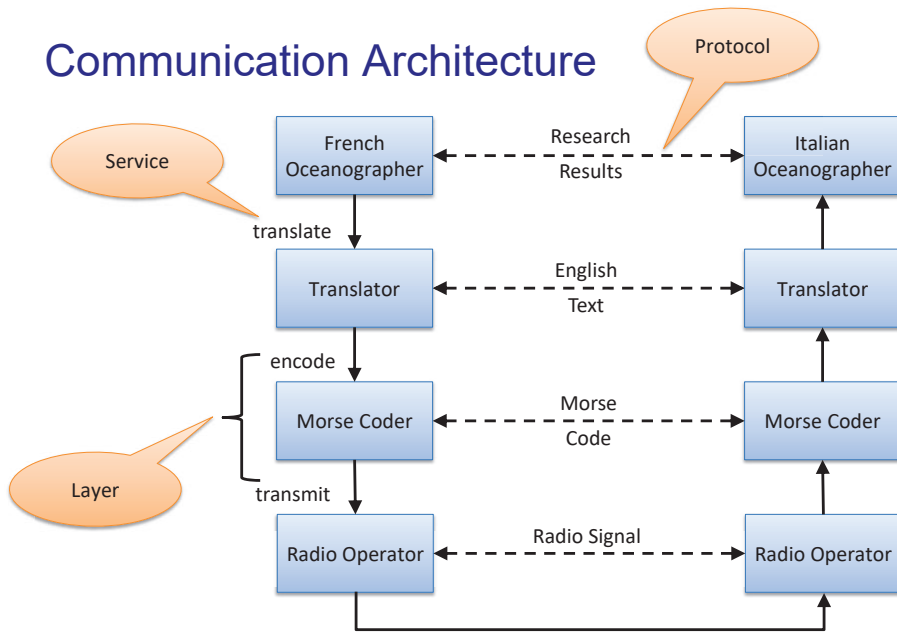 Communication Architecture
Protocol
Service
French
Oceanographer
Research
Results
Italian
Oceanographer
translate
Translator
English
Text
Translator
encode
Morse Coder
Morse
Code
Morse Coder
Layer
transmit
Radio Operator
Radio Signal
Radio Operator